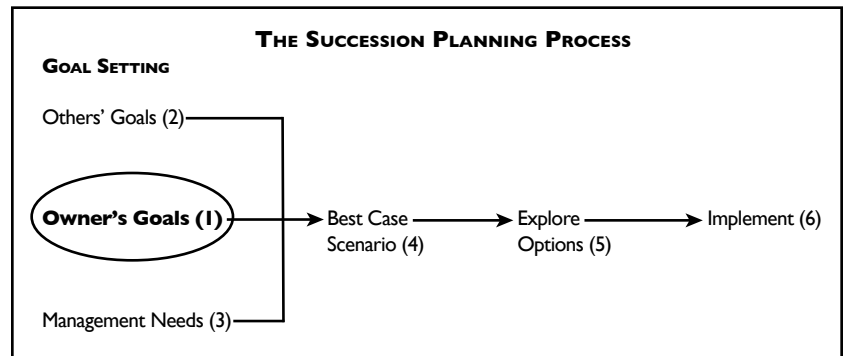 THE SUCCESSION PLANNING PROCESS
GOAL SETTING
Others’ Goals (2)
Owner’s Goals (1)
Best Case
Scenario (4)
Explore
Options (5)
Implement (6)
Management Needs (3)